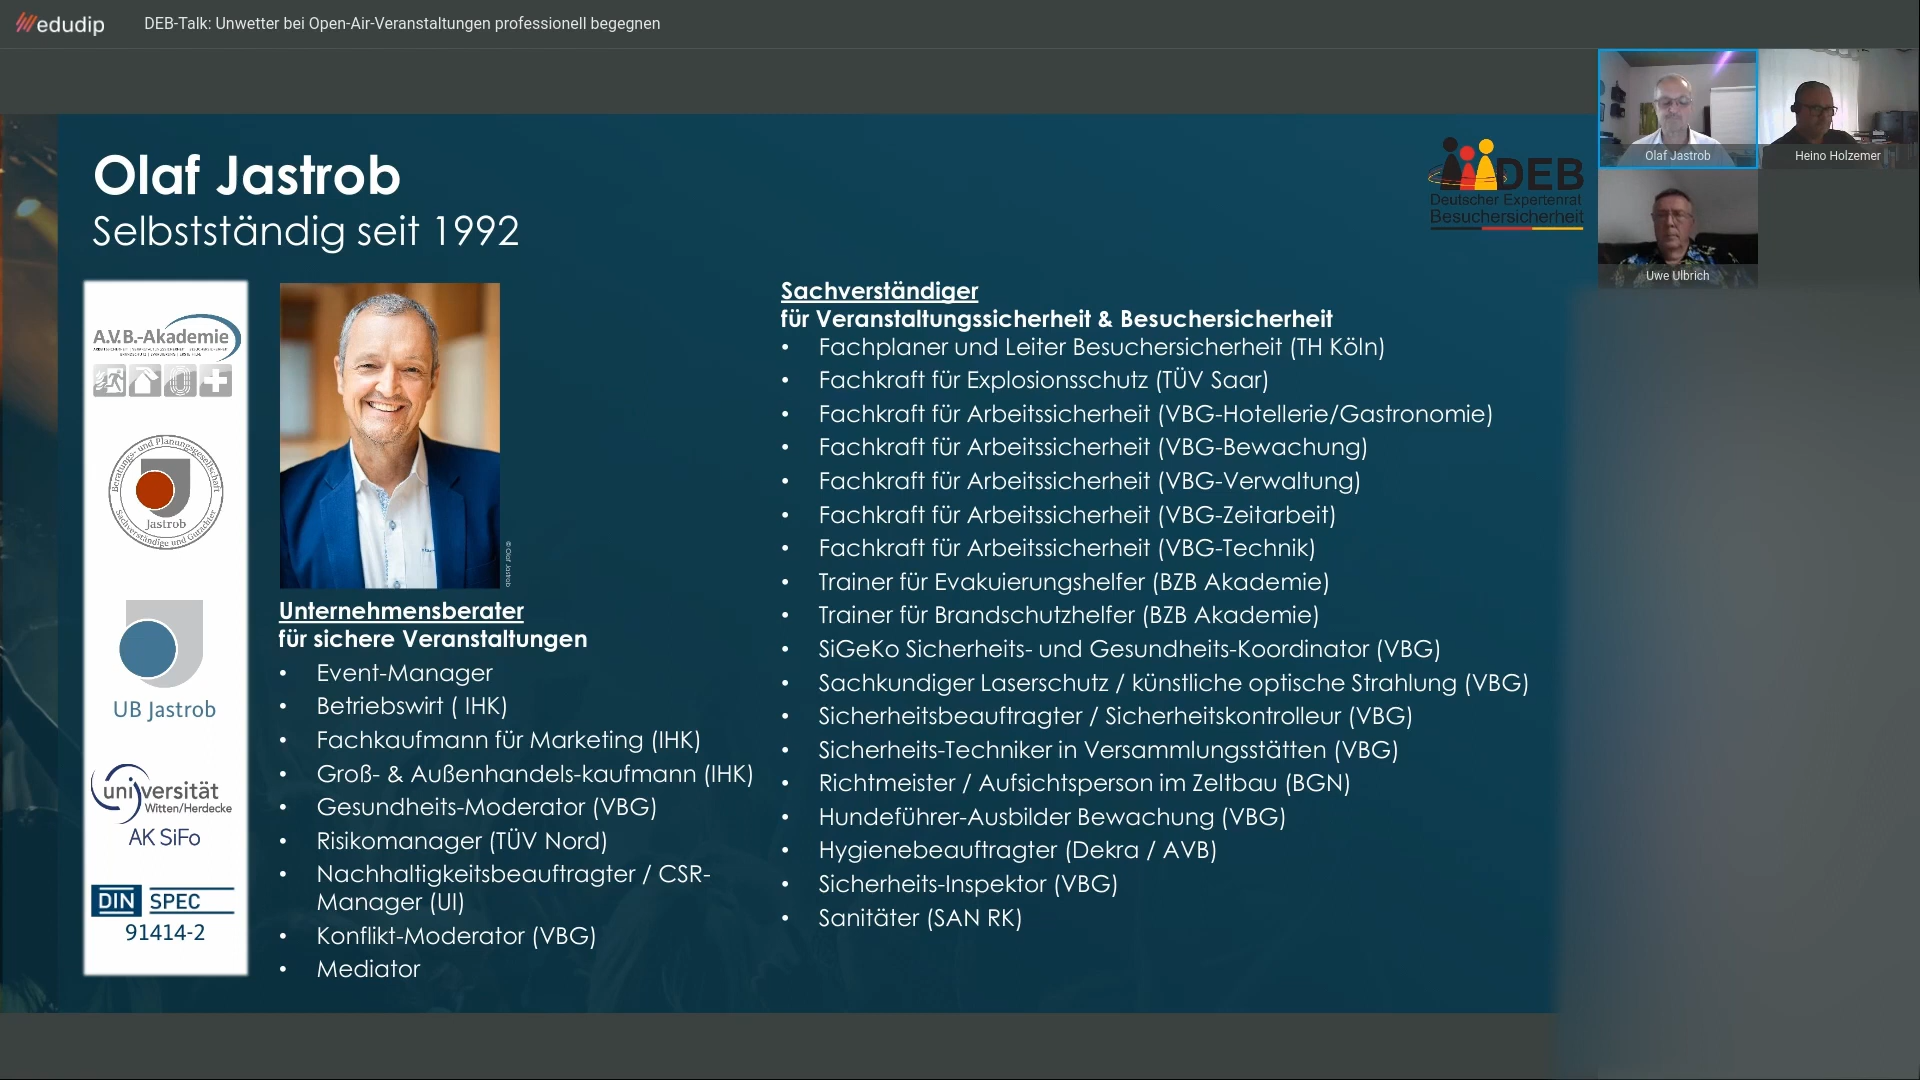 edudip
DEB-Talk: Unwetter bei Open-Air-Veranstaltungen professionell begegnen
Olaf Jastrob
Heino Holzemer
Uwe Ulbrich
Olaf Jastrob
Selbstständig seit 1992
DEB
Deutscher Expertenrat
Besuchersicherheit
A.V.B.-Akademie
Beratungs- und Planungsgesellschaft
Jastrob
Sachverständige und Gutachter
UB Jastrob
universität
Witten/Herdecke
AK SiFo
DIN SPEC
91414-2
© Olaf Jastrob
Unternehmensberater
für sichere Veranstaltungen
• Event-Manager
• Betriebswirt ( IHK)
• Fachkaufmann für Marketing (IHK)
• Groß- & Außenhandels-kaufmann (IHK)
• Gesundheits-Moderator (VBG)
• Risikomanager (TÜV Nord)
• Nachhaltigkeitsbeauftragter / CSR-
Manager (UI)
• Konflikt-Moderator (VBG)
• Mediator
Sachverständiger
für Veranstaltungssicherheit & Besuchersicherheit
• Fachplaner und Leiter Besuchersicherheit (TH Köln)
• Fachkraft für Explosionsschutz (TÜV Saar)
• Fachkraft für Arbeitssicherheit (VBG-Hotellerie/Gastronomie)
• Fachkraft für Arbeitssicherheit (VBG-Bewachung)
• Fachkraft für Arbeitssicherheit (VBG-Verwaltung)
• Fachkraft für Arbeitssicherheit (VBG-Zeitarbeit)
• Fachkraft für Arbeitssicherheit (VBG-Technik)
• Trainer für Evakuierungshelfer (BZB Akademie)
• Trainer für Brandschutzhelfer (BZB Akademie)
• SiGeKo Sicherheits- und Gesundheits-Koordinator (VBG)
• Sachkundiger Laserschutz / künstliche optische Strahlung (VBG)
• Sicherheitsbeauftragter / Sicherheitskontrolleur (VBG)
• Sicherheits-Techniker in Versammlungsstätten (VBG)
• Richtmeister / Aufsichtsperson im Zeltbau (BGN)
• Hundeführer-Ausbilder Bewachung (VBG)
• Hygienebeauftragter (Dekra / AVB)
• Sicherheits-Inspektor (VBG)
• Sanitäter (SAN RK)